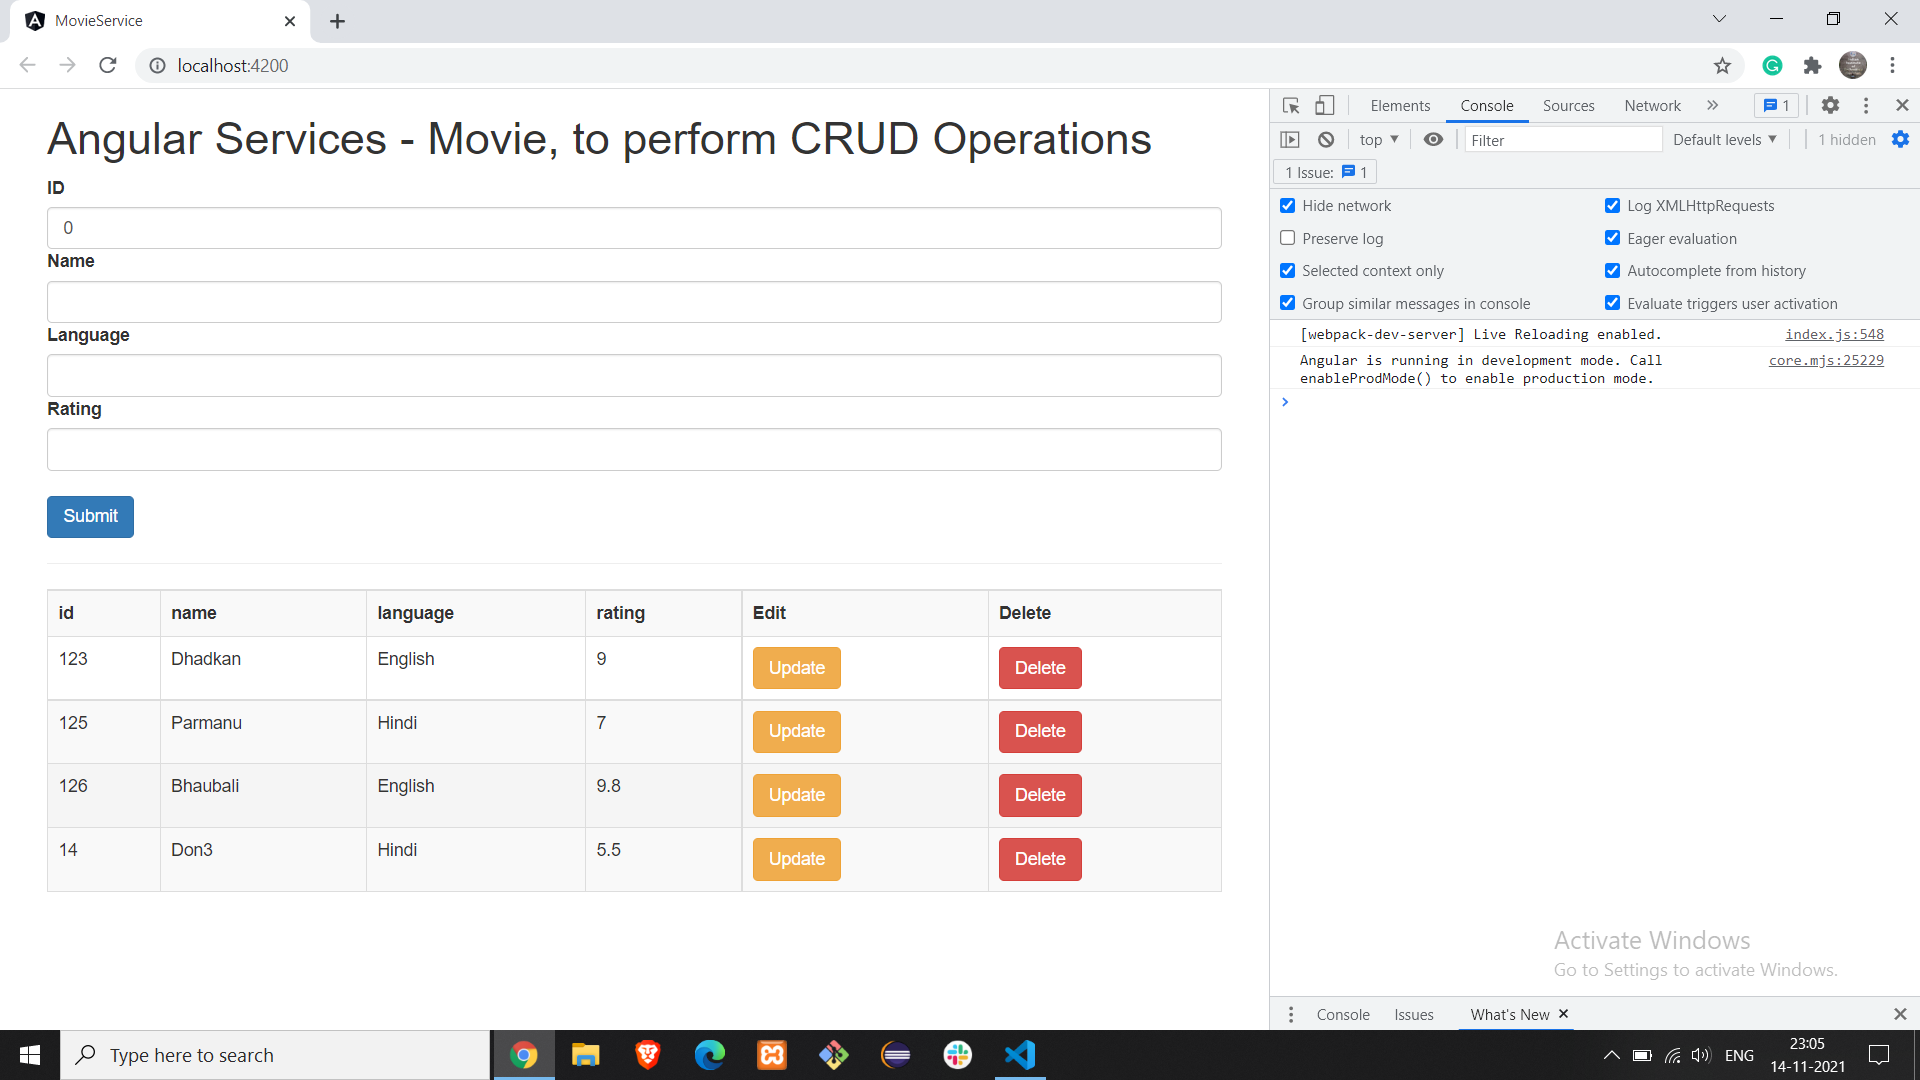 MovieService
localhost:4200
Angular Services - Movie, to perform CRUD Operations
ID
0
Name
Language
Rating
Submit
id name language rating Edit Delete
123 Dhadkan English 9 Update Delete
125 Parmanu Hindi 7 Update Delete
126 Bhaubali English 9.8 Update Delete
14 Don3 Hindi 5.5 Update Delete
Elements Console Sources Network 1
top Filter Default levels 1 hidden
1 Issue: 1
Hide network Log XMLHttpRequests
Preserve log Eager evaluation
Selected context only Autocomplete from history
Group similar messages in console Evaluate triggers user activation
[webpack-dev-server] Live Reloading enabled. index.js:548
Angular is running in development mode. Call core.mjs:25229
enableProdMode() to enable production mode.
Activate Windows
Go to Settings to activate Windows.
Console Issues What's New
Type here to search
ENG
23:05
14-11-2021